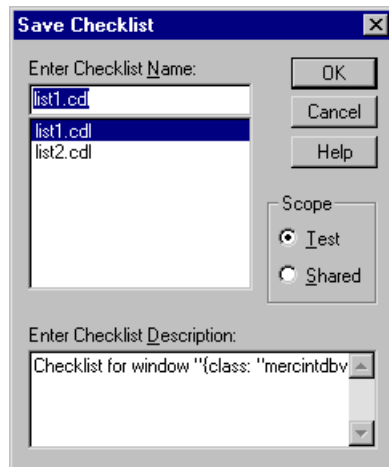 Save Checklist
Enter Checklist Name:
list1.cdl
list1.cdl
list2.cdl
OK
Cancel
Help
Scope
Test
Shared
Enter Checklist Description:
Checklist for window "{class: "mercintdbv